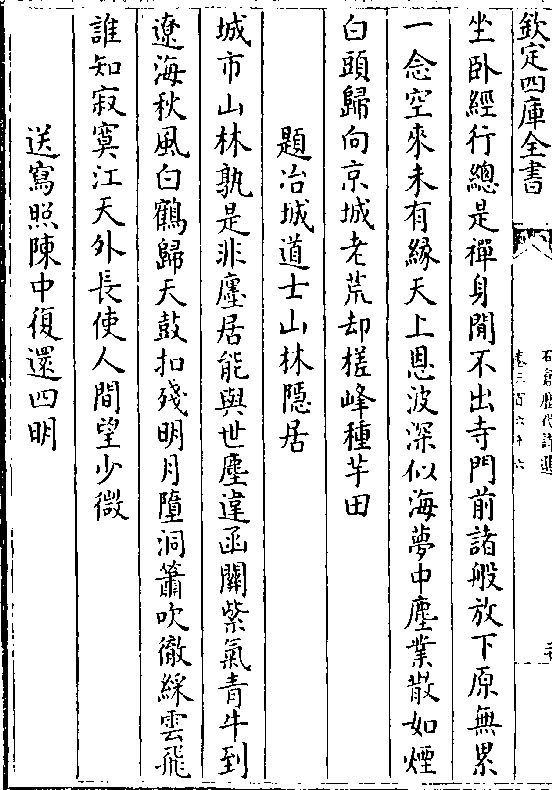 欽定四庫全書
石倉歷代詩選
卷三百六十六
坐卧經行總是禪身閒不出寺門前諸般放下原無累
一念空來未有緣天上恩波深似海夢中塵業散如煙
白頭歸向京城老荒却槎峰種芋田
題冶城道士山林隱居
城市山林孰是非廛居能與世塵違函關紫氣青牛到
遼海秋風白鶴歸天鼓扣殘明月墮洞簫吹徹綵雲飛
誰知寂寞江天外長使人間望少微
送寫照陳中復還四明